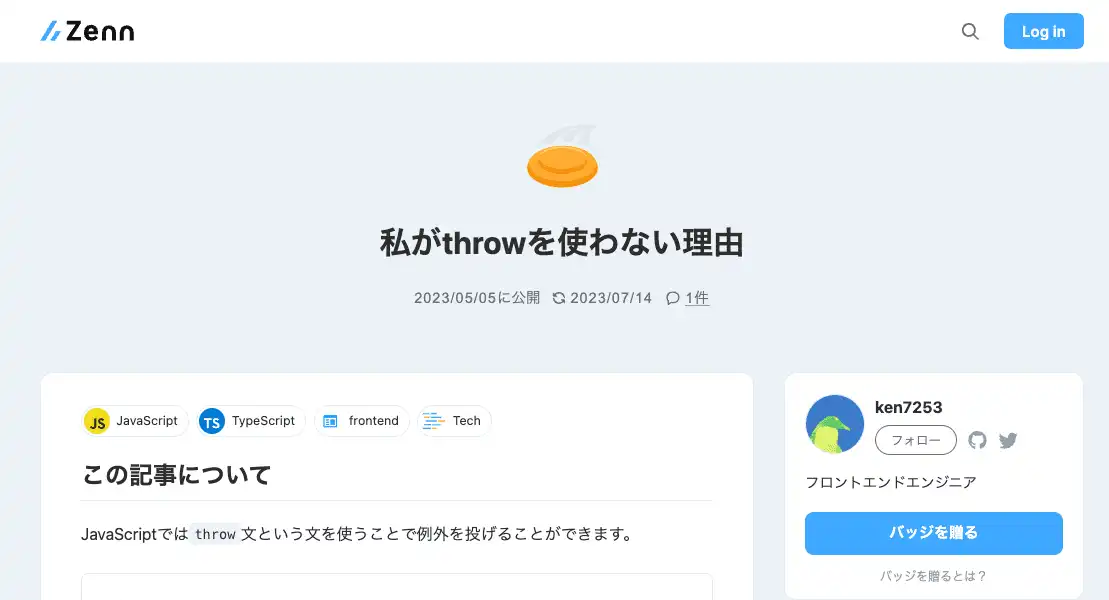 Zenn
Log in
私がthrowを使わない理由
2023/05/05に公開 2023/07/14 1件
JS JavaScript TS TypeScript frontend Tech
この記事について
JavaScriptではthrow文という文を使うことで例外を投げることができます。
ken7253
フォロー
フロントエンドエンジニア
バッジを贈る
バッジを贈るとは？